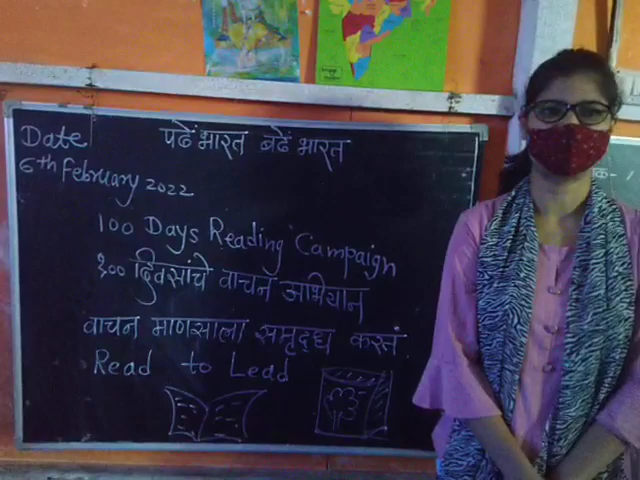 Date
6th February 2022
पढें भारत बढें भारत
100 Days Reading Campaign
१०० दिवसांचे वाचन अभियान
वाचन माणसाला समृद्ध करतं.
Read to Lead